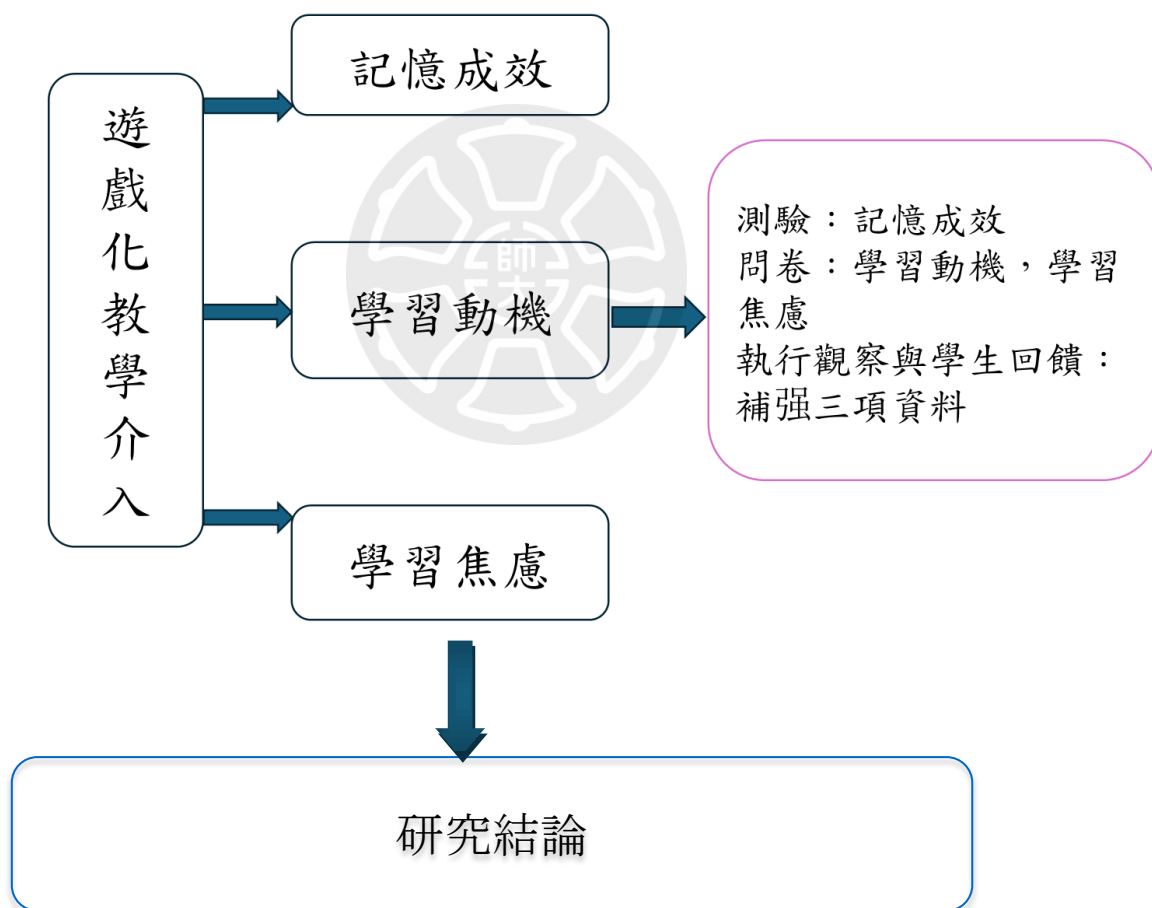 遊戲化教學介入
記憶成效
學習動機
學習焦慮
測驗：記憶成效
問卷：學習動機，學習
焦慮
執行觀察與學生回饋：
補强三項資料
研究結論
師大